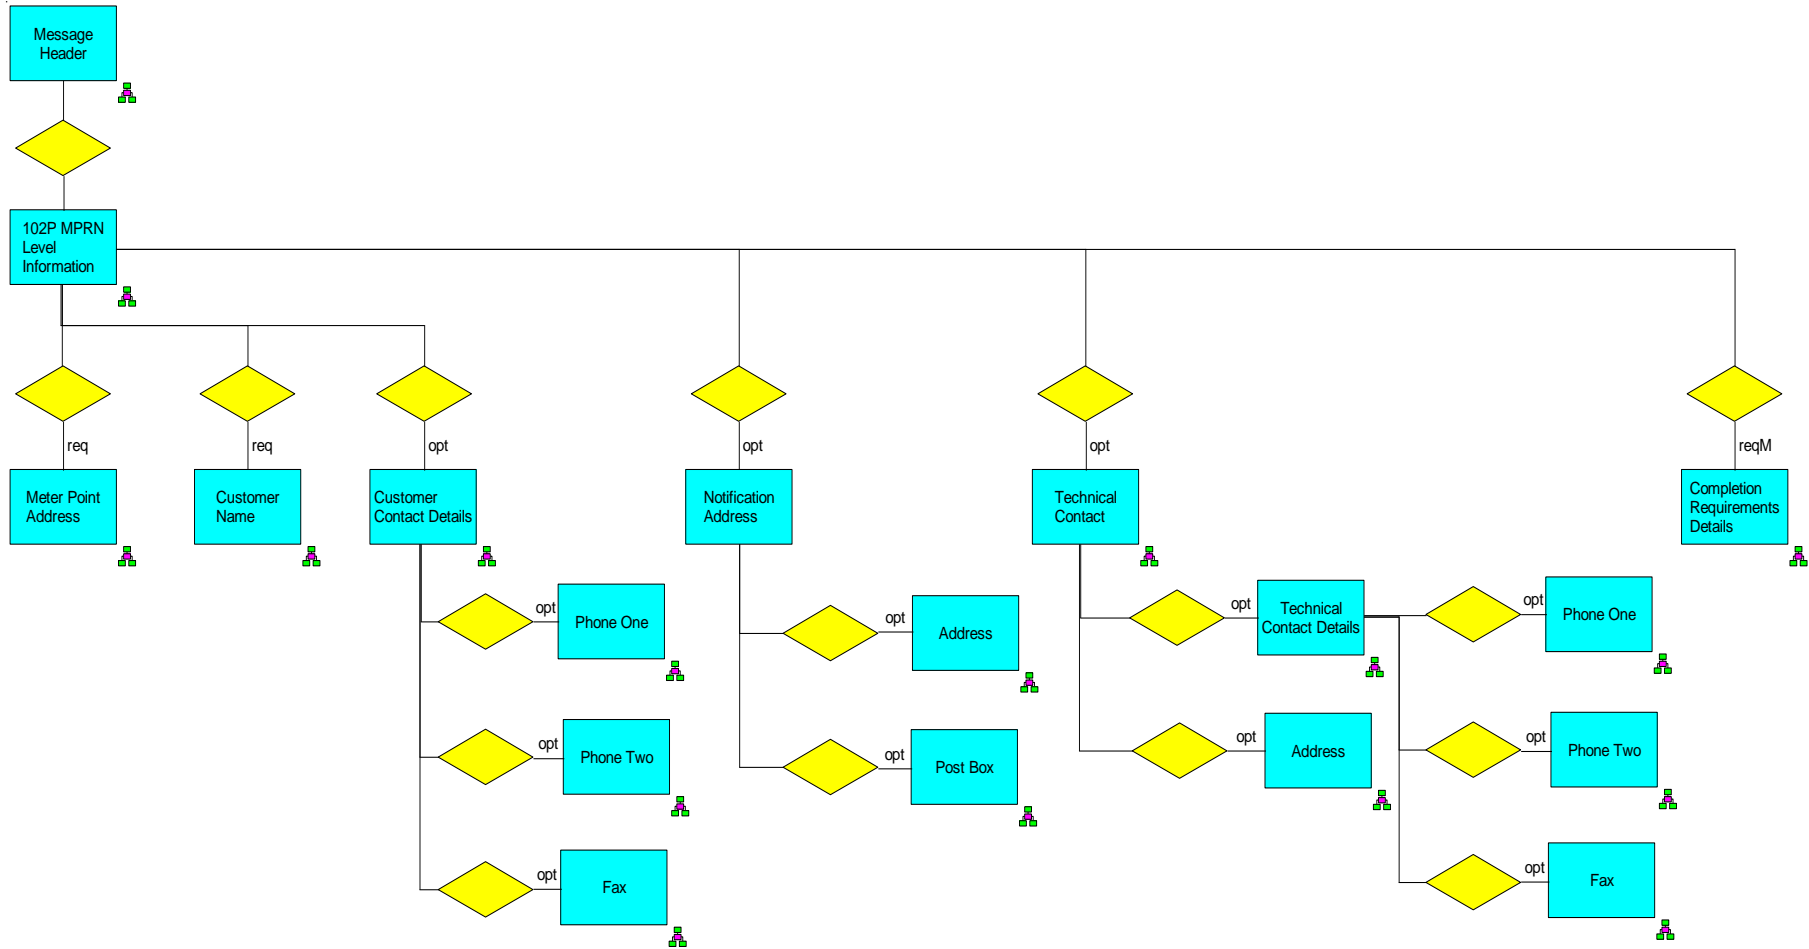 Message
Header
102P MPRN
Level
Information
req
req
opt
opt
opt
reqM
Meter Point
Address
Customer
Name
Customer
Contact Details
Notification
Address
Technical
Contact
Completion
Requirements
Details
opt
Phone One
opt
Address
opt
Technical
Contact Details
opt
Phone One
opt
Phone Two
opt
Post Box
opt
Address
opt
Phone Two
opt
Fax
opt
Fax